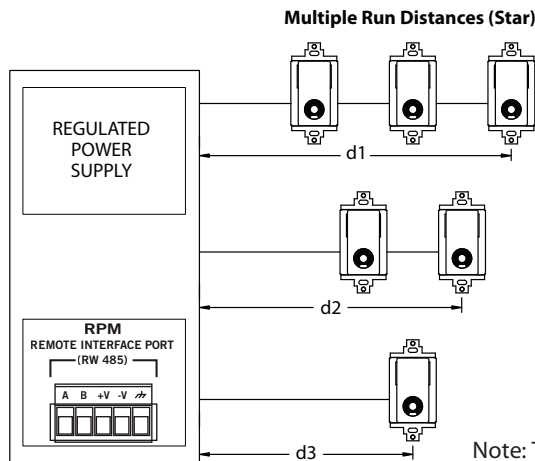 Multiple Run Distances (Star)
REGULATED
POWER
SUPPLY
d1
d2
RPM
REMOTE INTERFACE PORT
(RW 485)
A B +V -V
d3
Note: